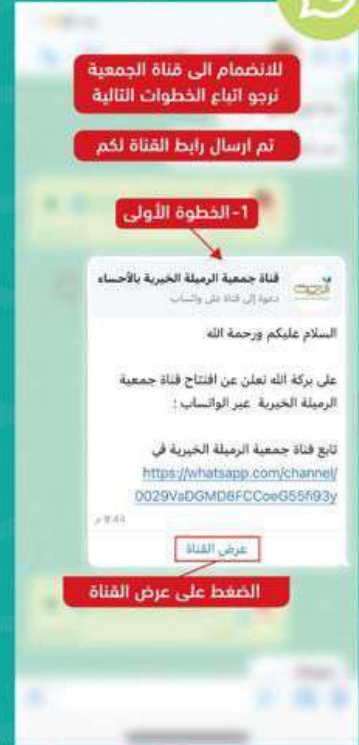 للانضمام الى قناة الجمعية
نرجو اتباع الخطوات التالية
تم ارسال رابط القناة لكم
1-الخطوة الأولى
قناة جمعية الرميلة الخيرية بالأحساء
دعوة إلى قناة على واتساب
السلام عليكم ورحمة الله
على بركة الله نعلن عن افتتاح قناة جمعية
الرميلة الخيرية عبر الواتساب :
تابع قناة جمعية الرميلة الخيرية في
https://whatsapp.com/channel/
0029VaDGMD8FCCoeG55fi93y
9:44 م
عرض القناة
الضغط على عرض القناة